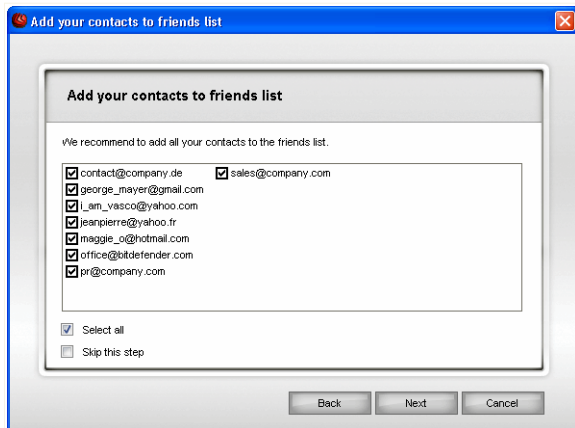 Add your contacts to friends list
Add your contacts to friends list
We recommend to add all your contacts to the friends list.
contact@company.de sales@company.com
george_mayer@gmail.com
i_am_vasco@yahoo.com
jeanpierre@yahoo.fr
maggie_o@hotmail.com
office@bitdefender.com
pr@company.com
Select all
Skip this step
Back Next Cancel